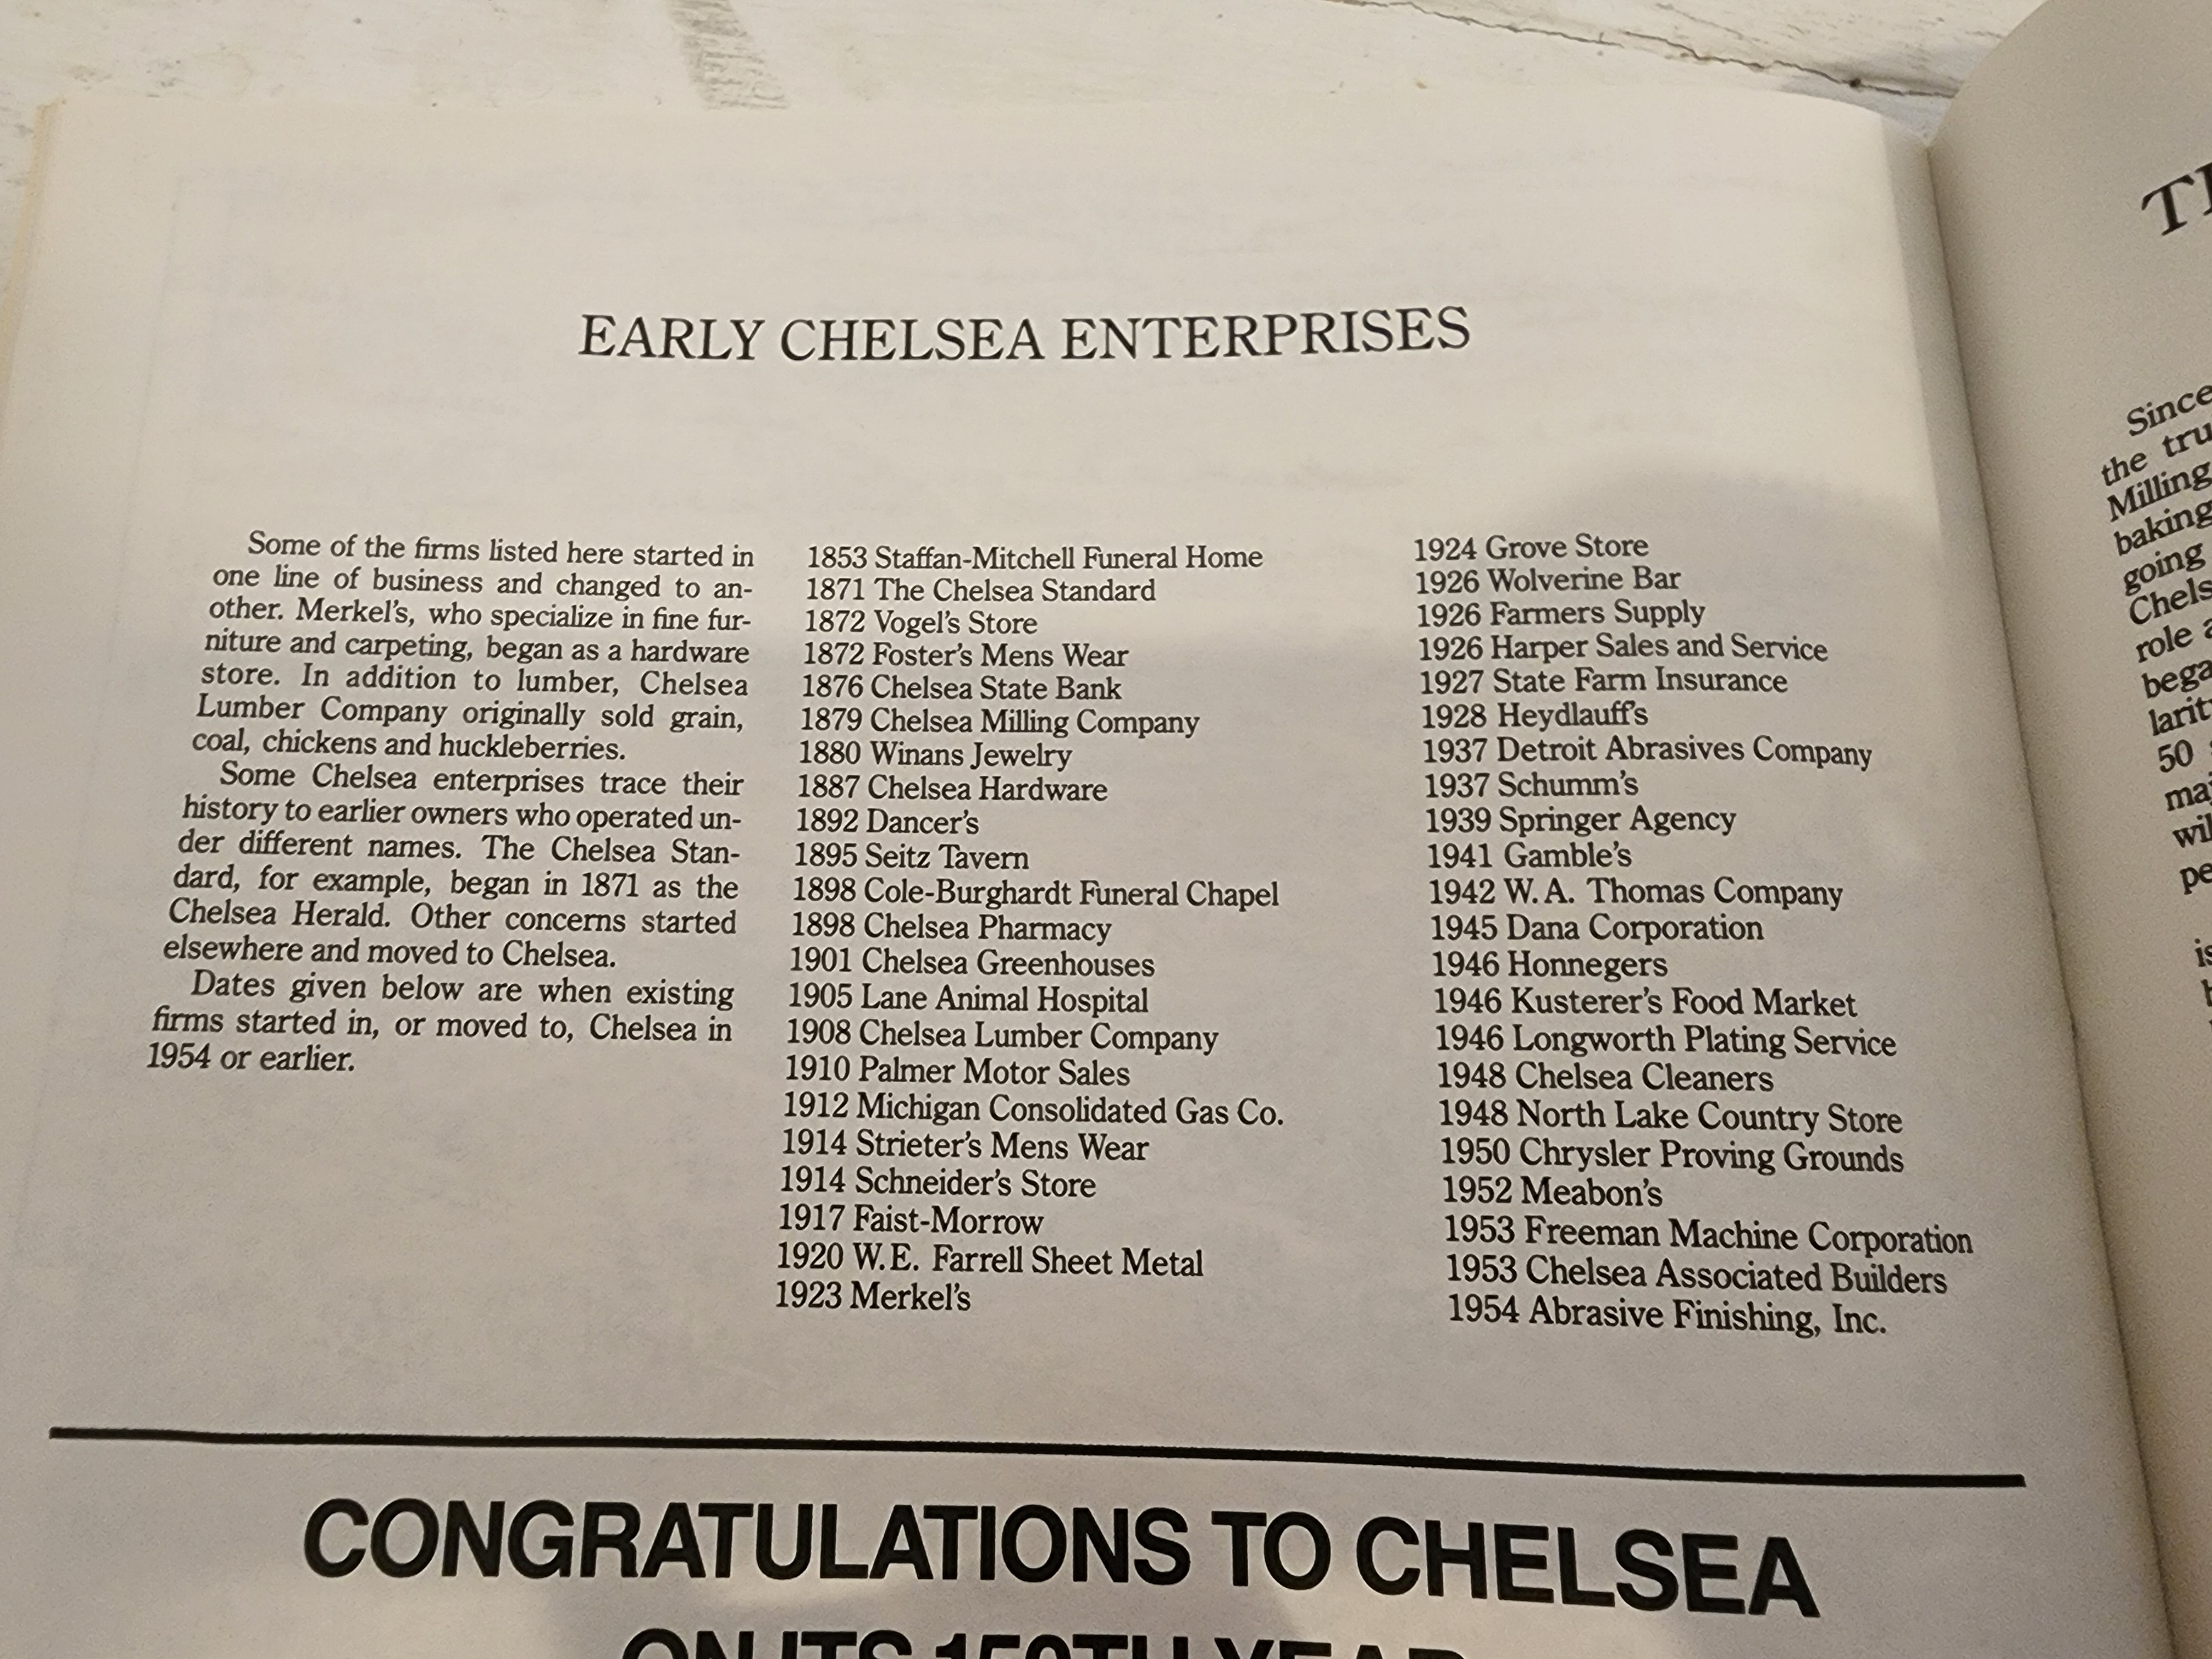 EARLY CHELSEA ENTERPRISES
Some of the firms listed here started in
one line of business and changed to an-
other. Merkel's, who specialize in fine fur-
niture and carpeting, began as a hardware
store. In addition to lumber, Chelsea
Lumber Company originally sold grain,
coal, chickens and huckleberries.
Some Chelsea enterprises trace their
history to earlier owners who operated un-
der different names. The Chelsea Stan-
dard, for example, began in 1871 as the
Chelsea Herald. Other concerns started
elsewhere and moved to Chelsea.
Dates given below are when existing
firms started in, or moved to, Chelsea in
1954 or earlier.
1853 Staffan-Mitchell Funeral Home
1871 The Chelsea Standard
1872 Vogel's Store
1872 Foster's Mens Wear
1876 Chelsea State Bank
1879 Chelsea Milling Company
1880 Winans Jewelry
1887 Chelsea Hardware
1892 Dancer's
1895 Seitz Tavern
1898 Cole-Burghardt Funeral Chapel
1898 Chelsea Pharmacy
1901 Chelsea Greenhouses
1905 Lane Animal Hospital
1908 Chelsea Lumber Company
1910 Palmer Motor Sales
1912 Michigan Consolidated Gas Co.
1914 Strieter's Mens Wear
1914 Schneider's Store
1917 Faist-Morrow
1920 W.E. Farrell Sheet Metal
1923 Merkel's
1924 Grove Store
1926 Wolverine Bar
1926 Farmers Supply
1926 Harper Sales and Service
1927 State Farm Insurance
1928 Heydlauff's
1937 Detroit Abrasives Company
1937 Schumm's
1939 Springer Agency
1941 Gamble's
1942 W.A. Thomas Company
1945 Dana Corporation
1946 Honnegers
1946 Kusterer's Food Market
1946 Longworth Plating Service
1948 Chelsea Cleaners
1948 North Lake Country Store
1950 Chrysler Proving Grounds
1952 Meabon's
1953 Freeman Machine Corporation
1953 Chelsea Associated Builders
1954 Abrasive Finishing, Inc.
CONGRATULATIONS TO CHELSEA
ON ITS 150TH YEAR
Since
the
Milling
baking
going
role
50